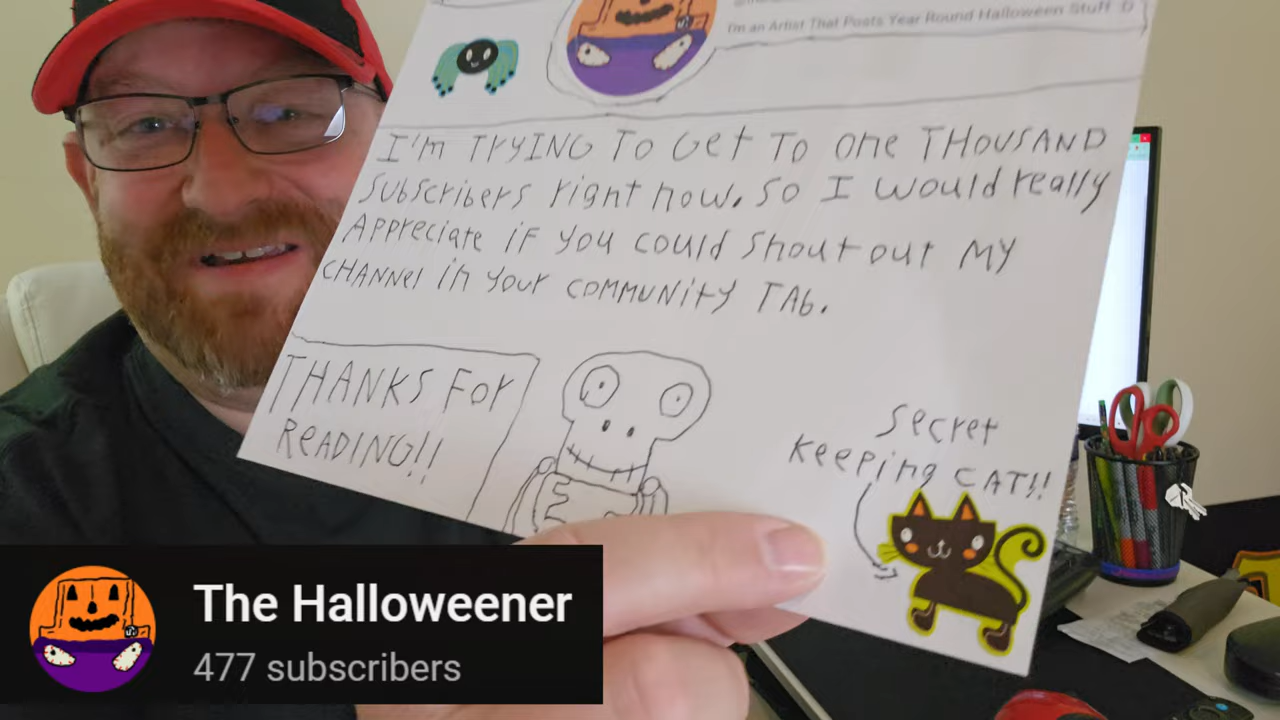 I'm an Artist That Posts Year Round Halloween Stuff :D
I'm TRYING To Get To one THOUSAND
Subscribers right now. So I would really
Appreciate if you could Shout out My
CHANNel in your COMMUNITY TAb.
THANKS For
READING!!
Secret
Keeping CAT!!
The Halloweener
477 subscribers